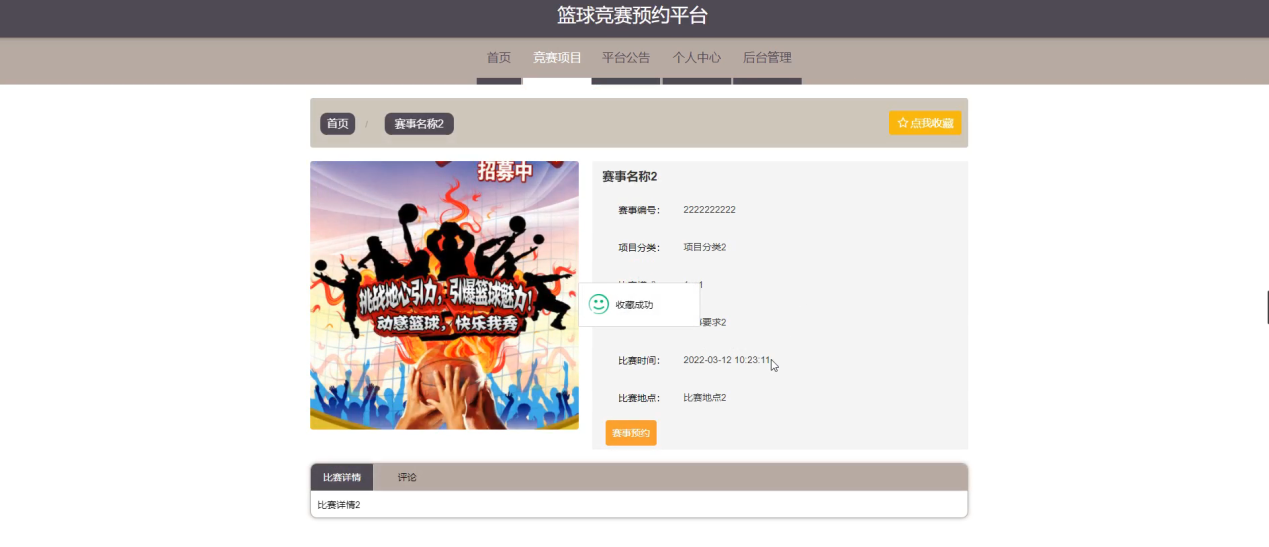 篮球竞赛预约平台
首页 竞赛项目 平台公告 个人中心 后台管理
首页 / 赛事名称2 点我收藏
招募中
挑战地心引力，引爆篮球魅力！
动感篮球，快乐我秀
赛事名称2
赛事编号： 2222222222
项目分类： 项目分类2
收藏成功
要求2
比赛时间： 2022-03-12 10:23:11
比赛地点： 比赛地点2
赛事预约
比赛详情 评论
比赛详情2